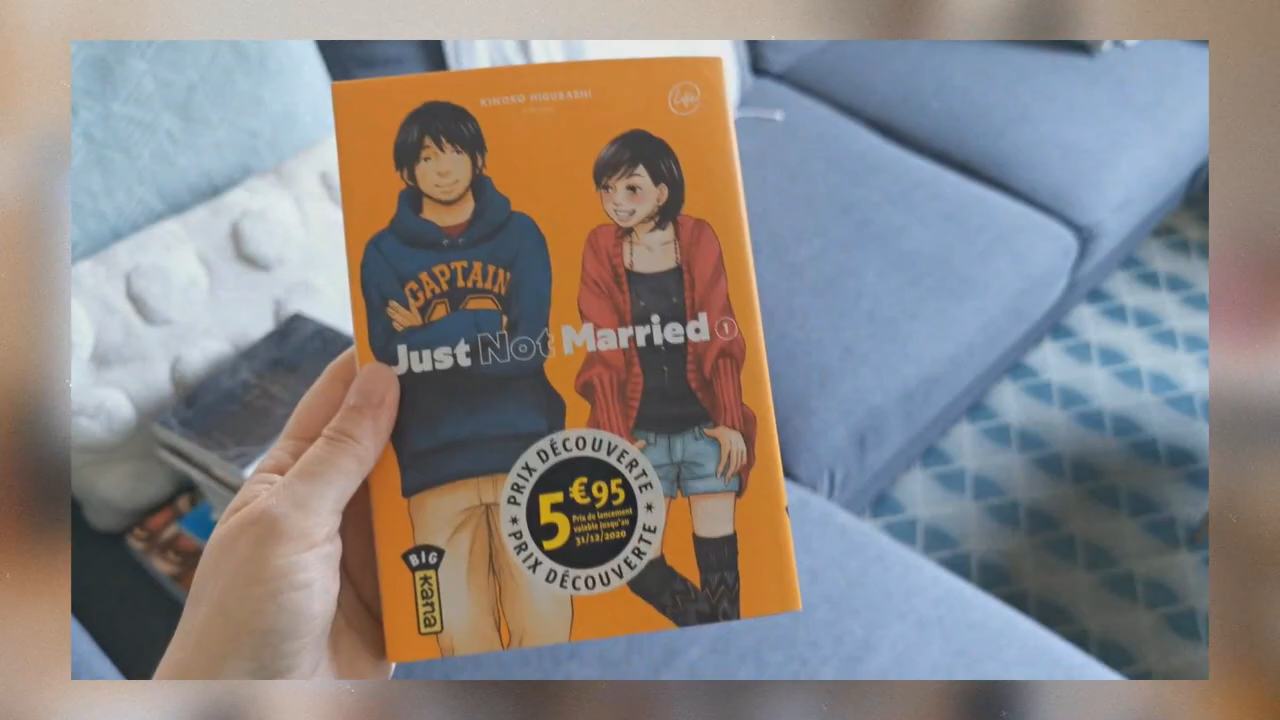 KINOKO HIGURASHI
Life
CAPTAIN
Just Not Married 1
PRIX DÉCOUVERTE
5€95
Prix de lancement
valable jusqu'au
31/12/2020
PRIX DÉCOUVERTE
BIG
kana